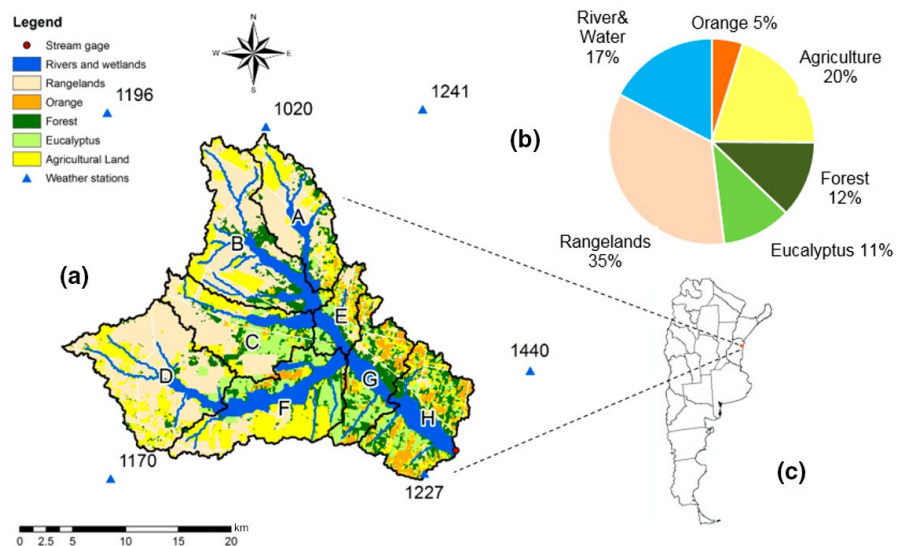 Legend
Stream gage
Rivers and wetlands
Rangelands
Orange
Forest
Eucalyptus
Agricultural Land
Weather stations
N
W
E
S
1196
1020
1241
1440
1170
1227
(a)
A
B
C
D
E
F
G
H
0 2.5 5 10 15 20 km
(b)
River&
Water
17%
Orange 5%
Agriculture
20%
Forest
12%
Eucalyptus 11%
Rangelands
35%
(c)